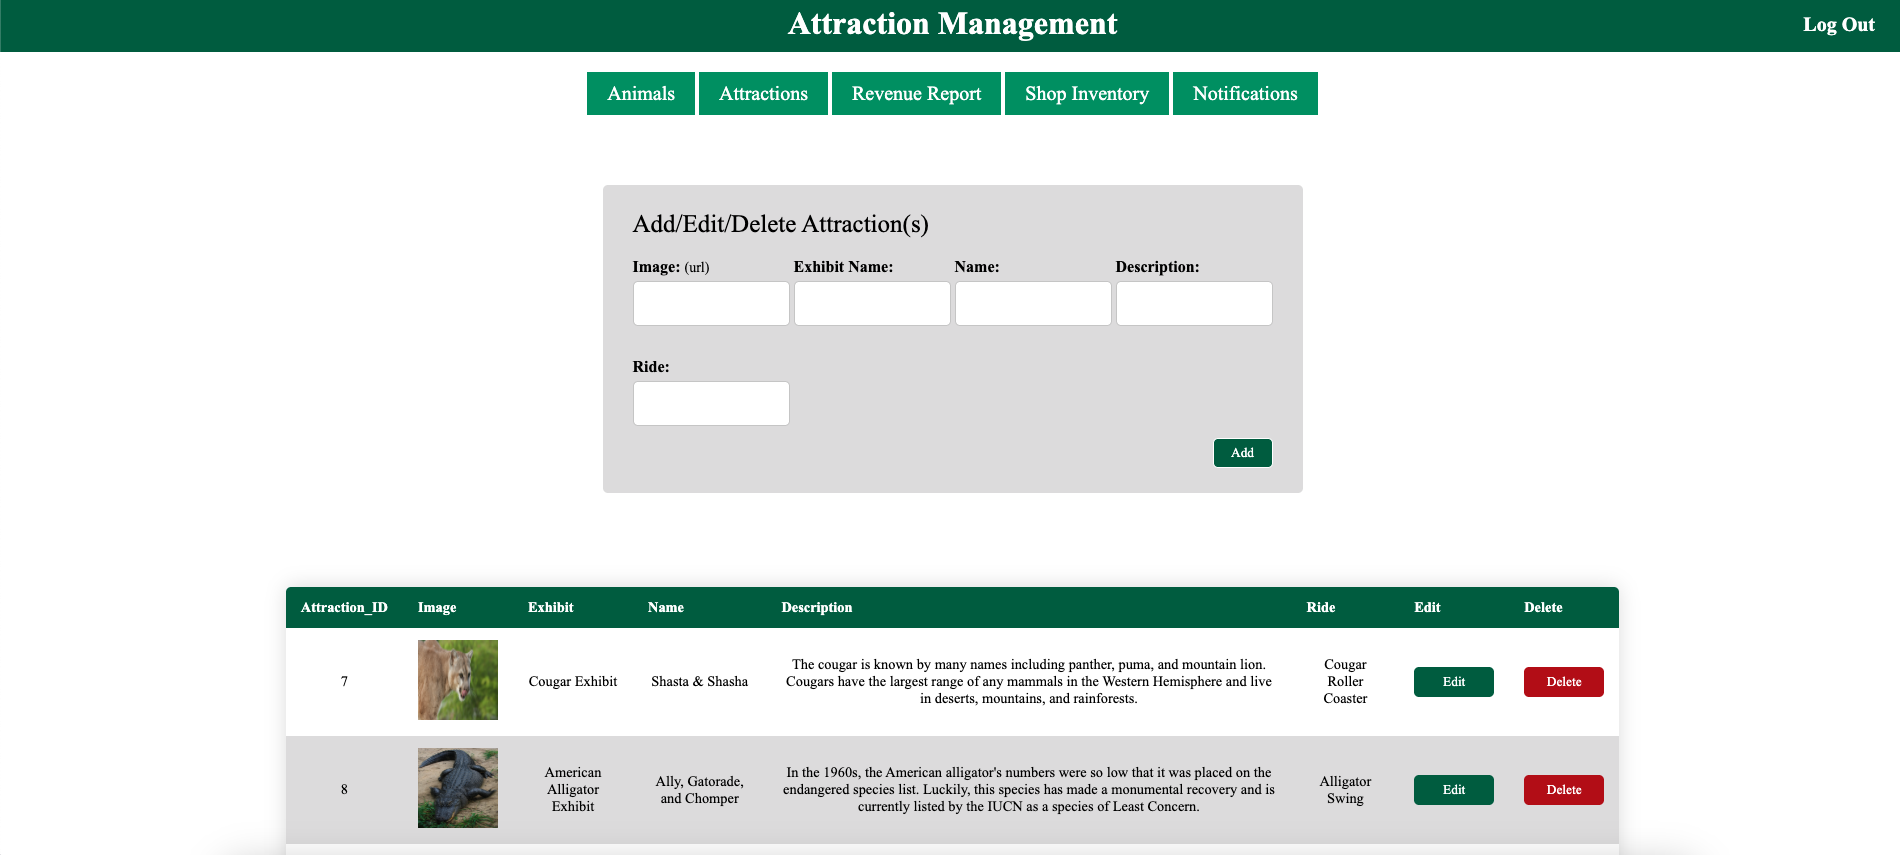 Attraction Management
Log Out
Animals
Attractions
Revenue Report
Shop Inventory
Notifications
Add/Edit/Delete Attraction(s)
Image: (url)
Exhibit Name:
Name:
Description:
Ride:
Add
Attraction_ID
Image
Exhibit
Name
Description
Ride
Edit
Delete
7
Cougar Exhibit
Shasta & Shasha
The cougar is known by many names including panther, puma, and mountain lion.
Cougars have the largest range of any mammals in the Western Hemisphere and live
in deserts, mountains, and rainforests.
Cougar
Roller
Coaster
Edit
Delete
8
American
Alligator
Exhibit
Ally, Gatorade,
and Chomper
In the 1960s, the American alligator's numbers were so low that it was placed on the
endangered species list. Luckily, this species has made a monumental recovery and is
currently listed by the IUCN as a species of Least Concern.
Alligator
Swing
Edit
Delete